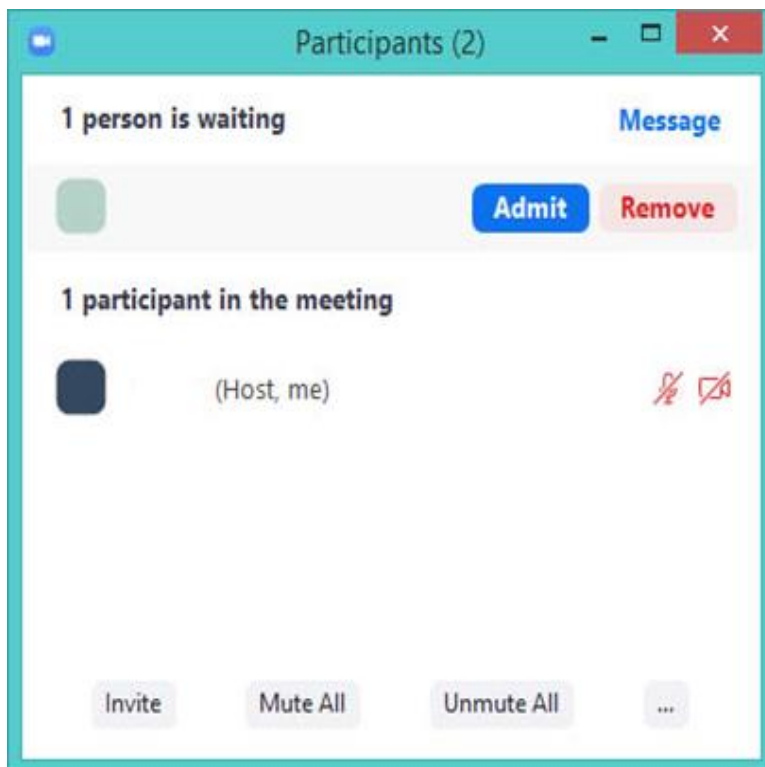 Participants (2)
1 person is waiting Message
Admit Remove
1 participant in the meeting
(Host, me)
Invite Mute All Unmute All ...